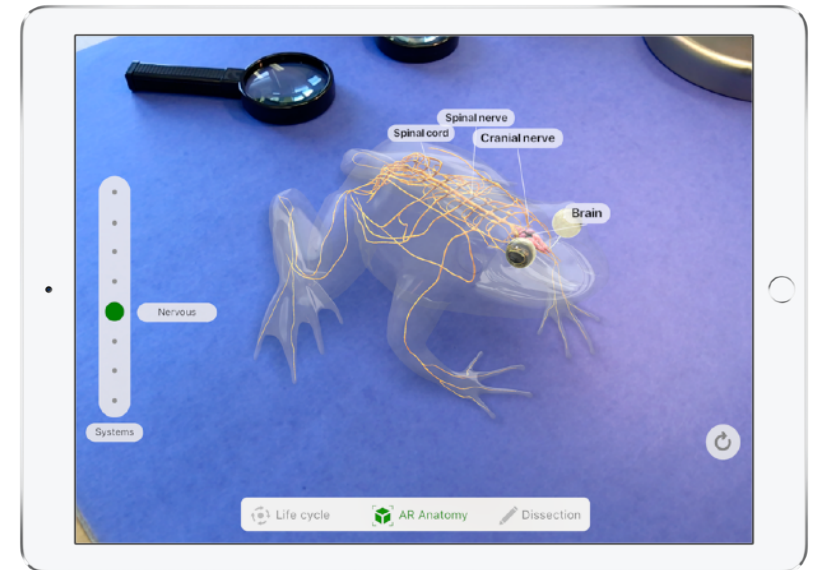 Spinal nerve
Spinal cord
Cranial nerve
Brain
Nervous
Systems
Life cycle
AR Anatomy
Dissection